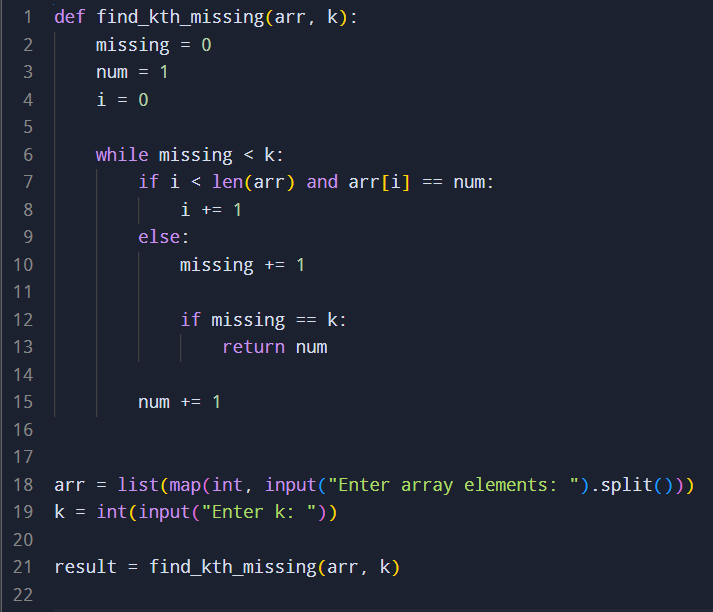 1 def find_kth_missing(arr, k):
2     missing = 0
3     num = 1
4     i = 0
5
6     while missing < k:
7         if i < len(arr) and arr[i] == num:
8             i += 1
9         else:
10             missing += 1
11
12             if missing == k:
13                 return num
14
15         num += 1
16
17
18 arr = list(map(int, input("Enter array elements: ").split()))
19 k = int(input("Enter k: "))
20
21 result = find_kth_missing(arr, k)
22